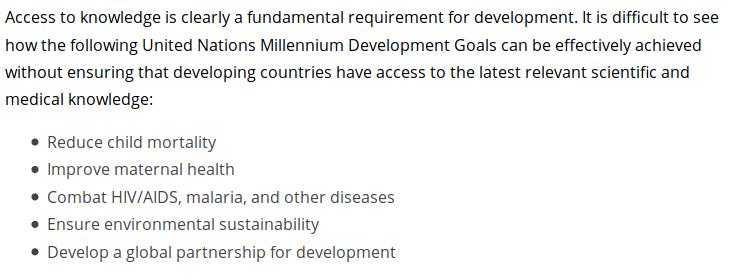 Access to knowledge is clearly a fundamental requirement for development. It is difficult to see
how the following United Nations Millennium Development Goals can be effectively achieved
without ensuring that developing countries have access to the latest relevant scientific and
medical knowledge:
• Reduce child mortality
• Improve maternal health
• Combat HIV/AIDS, malaria, and other diseases
• Ensure environmental sustainability
• Develop a global partnership for development